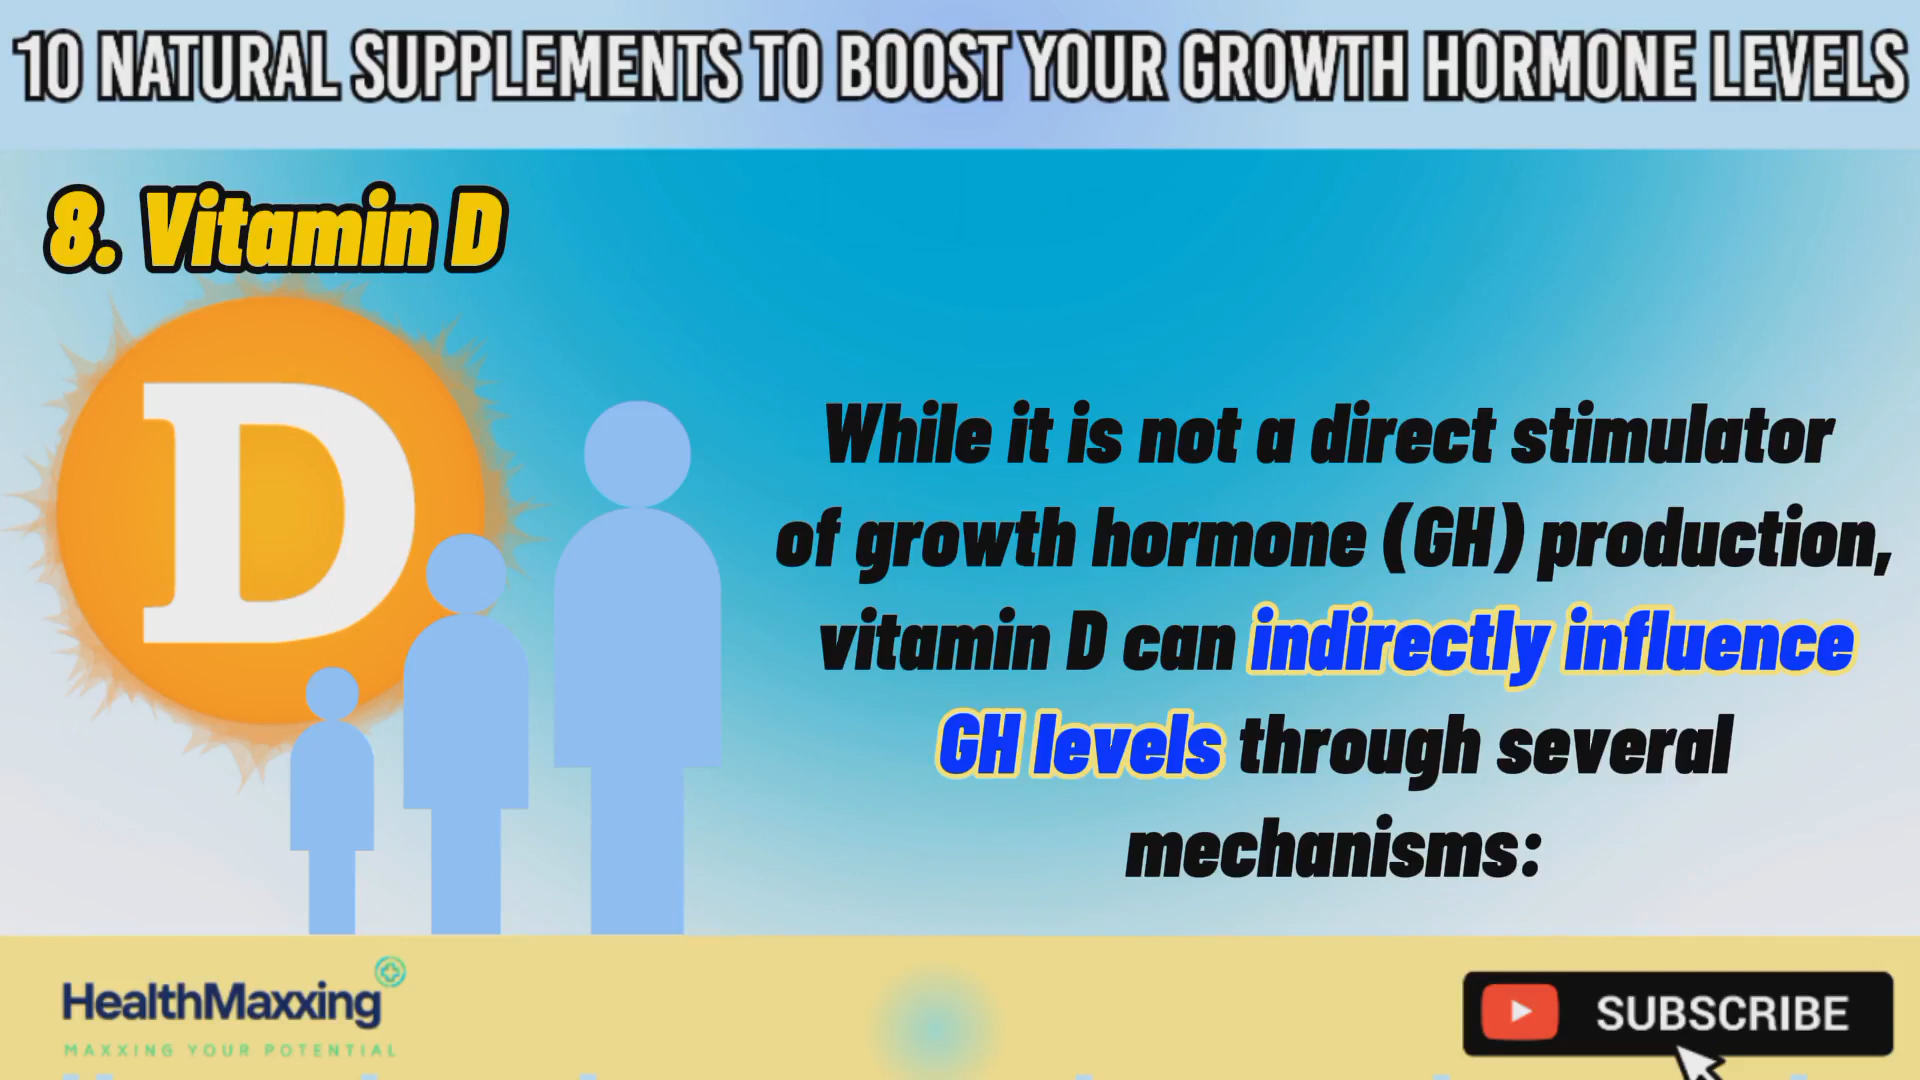 10 NATURAL SUPPLEMENTS TO BOOST YOUR GROWTH HORMONE LEVELS
8. Vitamin D
D
While it is not a direct stimulator
of growth hormone (GH) production,
vitamin D can indirectly influence
GH levels through several
mechanisms:
HealthMaxxing
MAXXING YOUR POTENTIAL
SUBSCRIBE